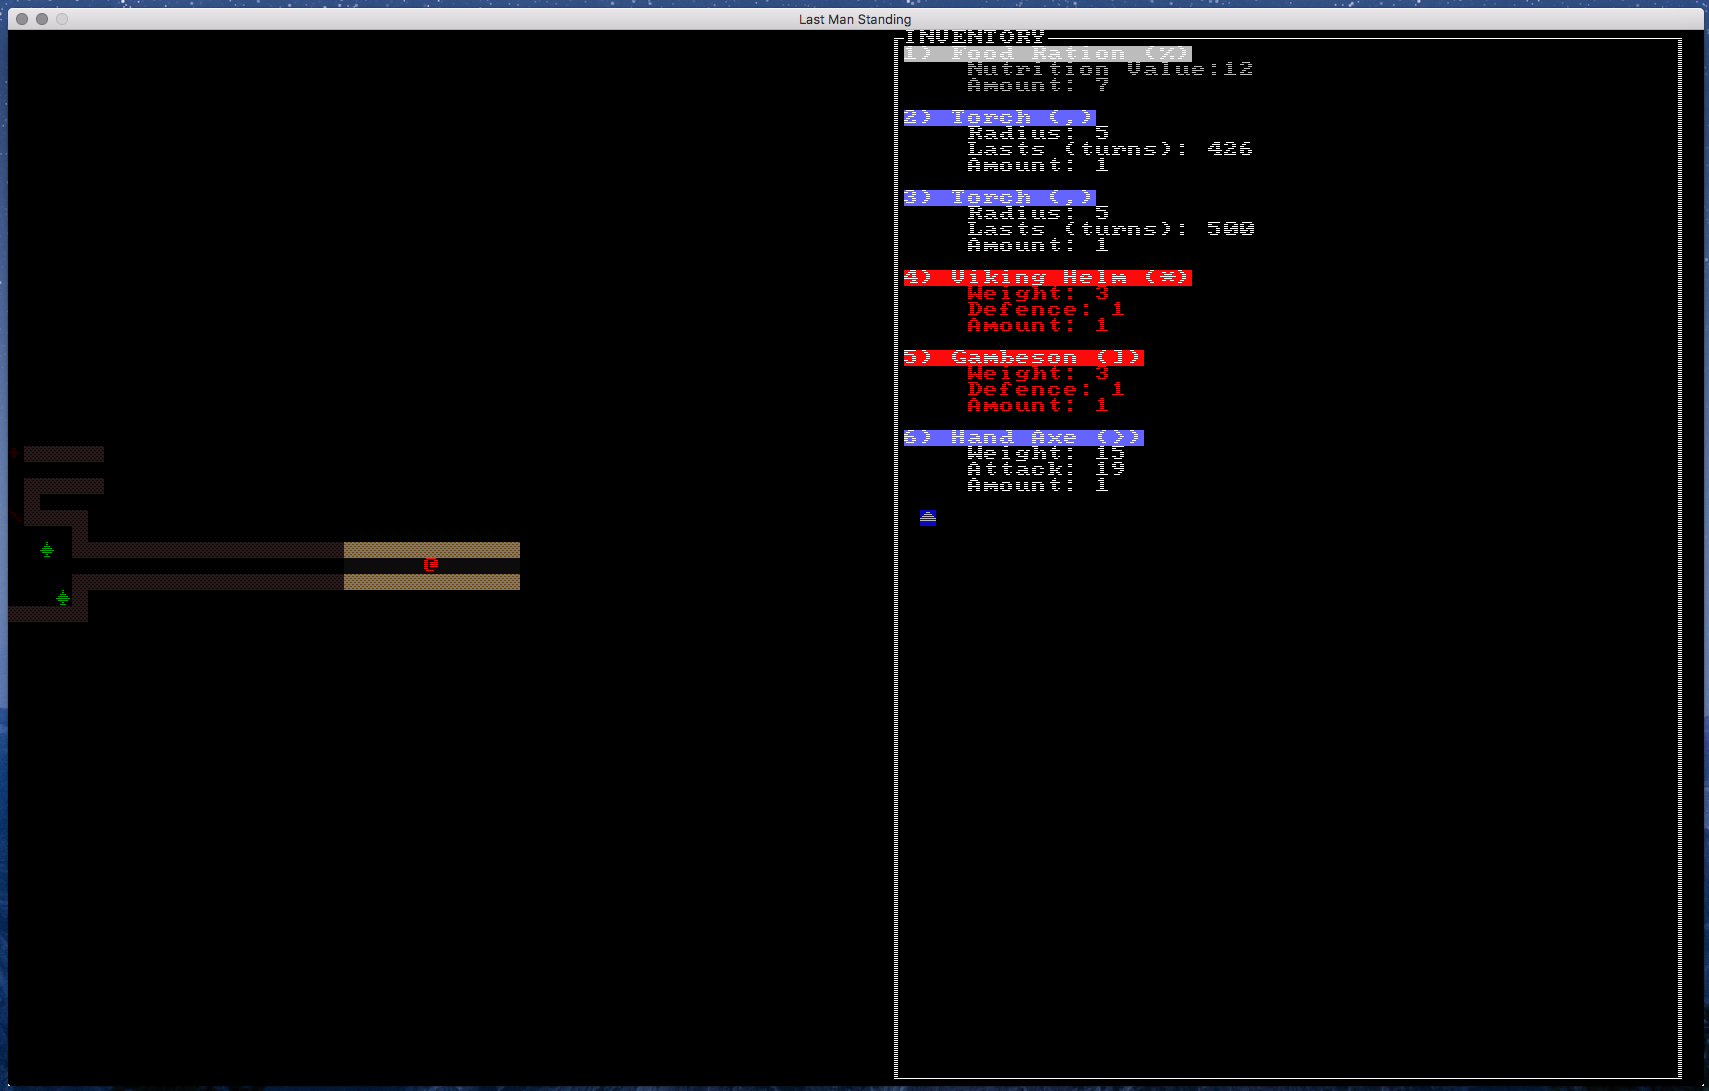 Last Man Standing
INVENTORY
1) Food Ration (%)
Nutrition Value:12
Amount: 7
2) Torch (,)
Radius: 5
Lasts (turns): 426
Amount: 1
3) Torch (,)
Radius: 5
Lasts (turns): 500
Amount: 1
4) Viking Helm (*)
Weight: 3
Defence: 1
Amount: 1
5) Gambeson (])
Weight: 3
Defence: 1
Amount: 1
6) Hand Axe (})
Weight: 15
Attack: 19
Amount: 1
@